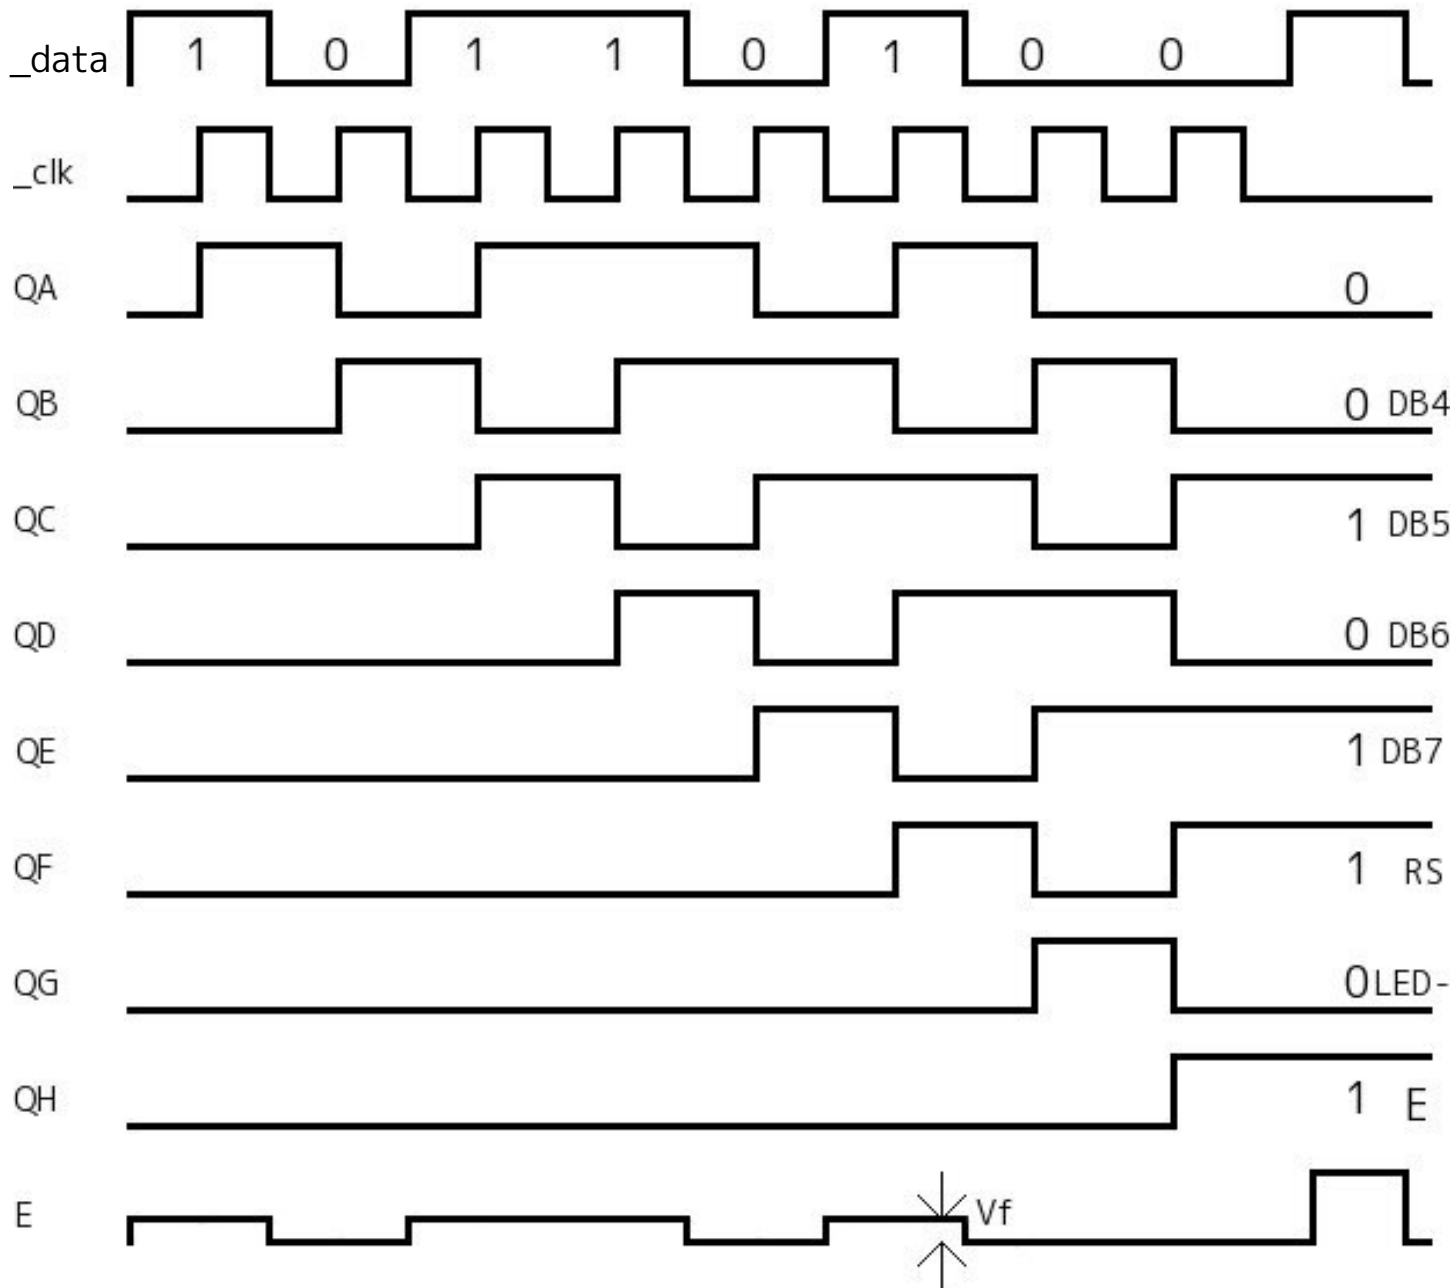 _data 1 0 1 1 0 1 0 0
_clk
QA 0
QB 0 DB4
QC 1 DB5
QD 0 DB6
QE 1 DB7
QF 1 RS
QG 0 LED-
QH 1 E
E Vf